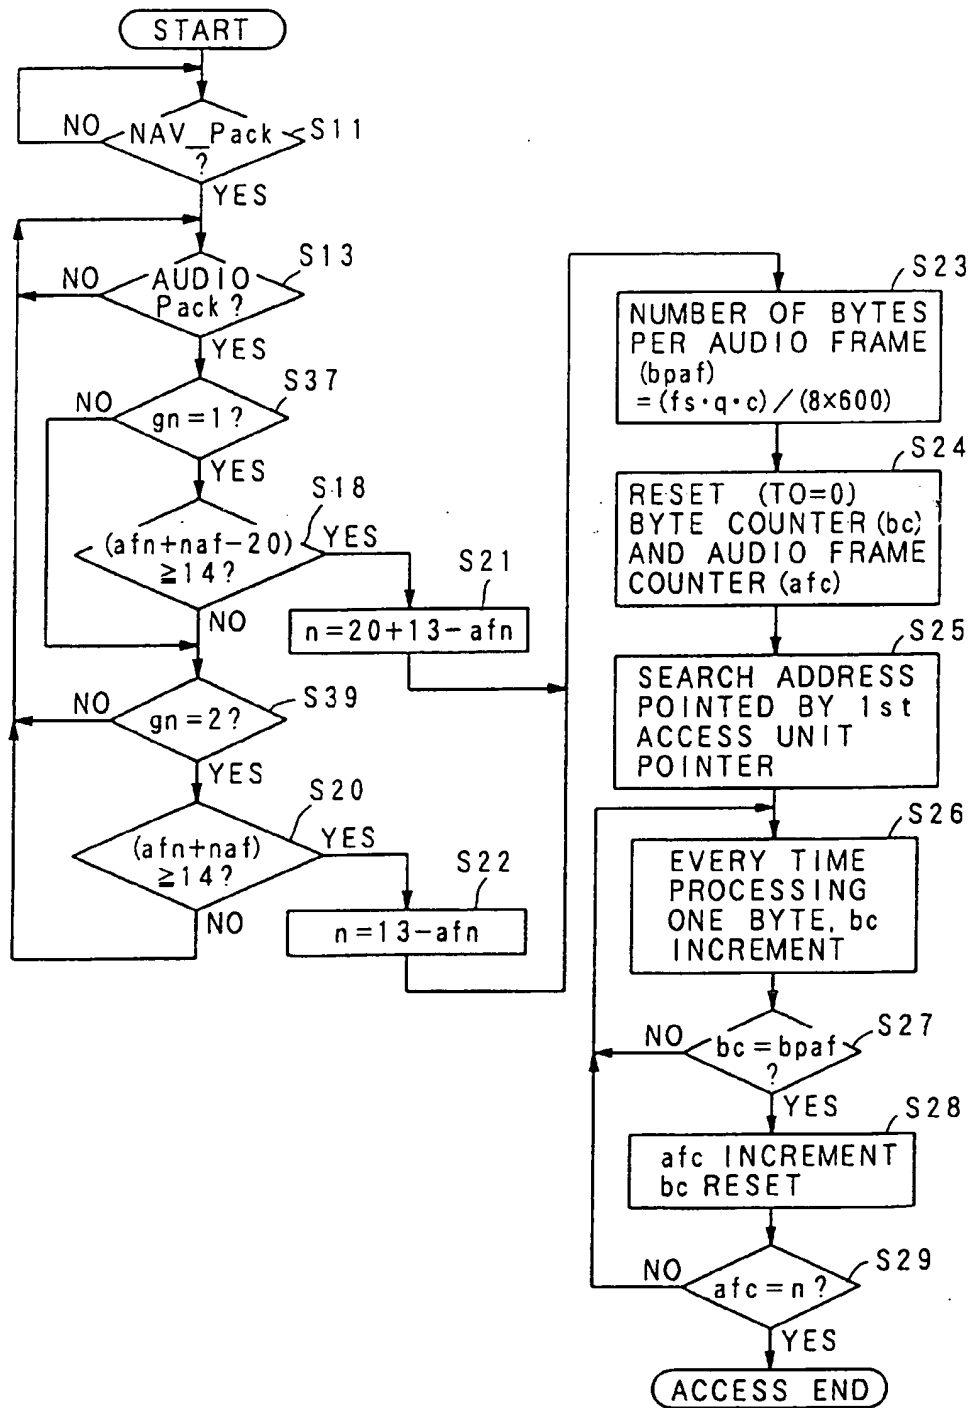 START
NAV_Pack
?
S11
NO
YES
AUDIO
Pack?
S13
NO
YES
gn=1?
S37
NO
YES
(afn+naf-20)
≧14?
S18
YES
NO
n=20+13-afn
S21
gn=2?
S39
NO
YES
(afn+naf)
≧14?
S20
YES
NO
n=13-afn
S22
S23
NUMBER OF BYTES
PER AUDIO FRAME
(bpaf)
=(fs·q·c)/(8×600)
S24
RESET (TO=0)
BYTE COUNTER (bc)
AND AUDIO FRAME
COUNTER (afc)
S25
SEARCH ADDRESS
POINTED BY 1st
ACCESS UNIT
POINTER
S26
EVERY TIME
PROCESSING
ONE BYTE, bc
INCREMENT
bc=bpaf
?
S27
NO
YES
S28
afc INCREMENT
bc RESET
afc=n?
S29
NO
YES
ACCESS END